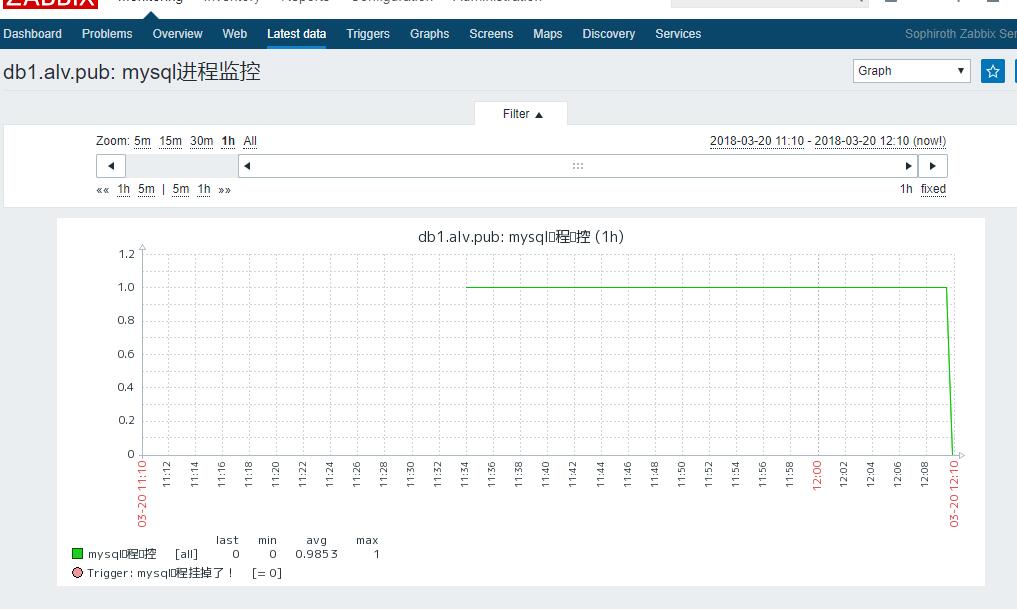 ZABBIX Monitoring Inventory Reports Configuration Administration
Dashboard Problems Overview Web Latest data Triggers Graphs Screens Maps Discovery Services Sophiroth Zabbix Ser
db1.alv.pub: mysql进程监控 Graph ▼
Filter ▲
Zoom: 5m 15m 30m 1h All 2018-03-20 11:10 - 2018-03-20 12:10 (now!)
«« 1h 5m | 5m 1h »» 1h fixed
db1.alv.pub: mysql▯程▯控 (1h)
1.2
1.0
0.8
0.6
0.4
0.2
0
03-20 11:10 11:12 11:14 11:16 11:18 11:20 11:22 11:24 11:26 11:28 11:30 11:32 11:34 11:36 11:38 11:40 11:42 11:44 11:46 11:48 11:50 11:52 11:54 11:56 11:58 12:00 12:02 12:04 12:06 12:08 03-20 12:10
last min avg max
mysql▯程▯控 [all] 0 0 0.9853 1
Trigger: mysql▯程挂掉了！ [= 0]